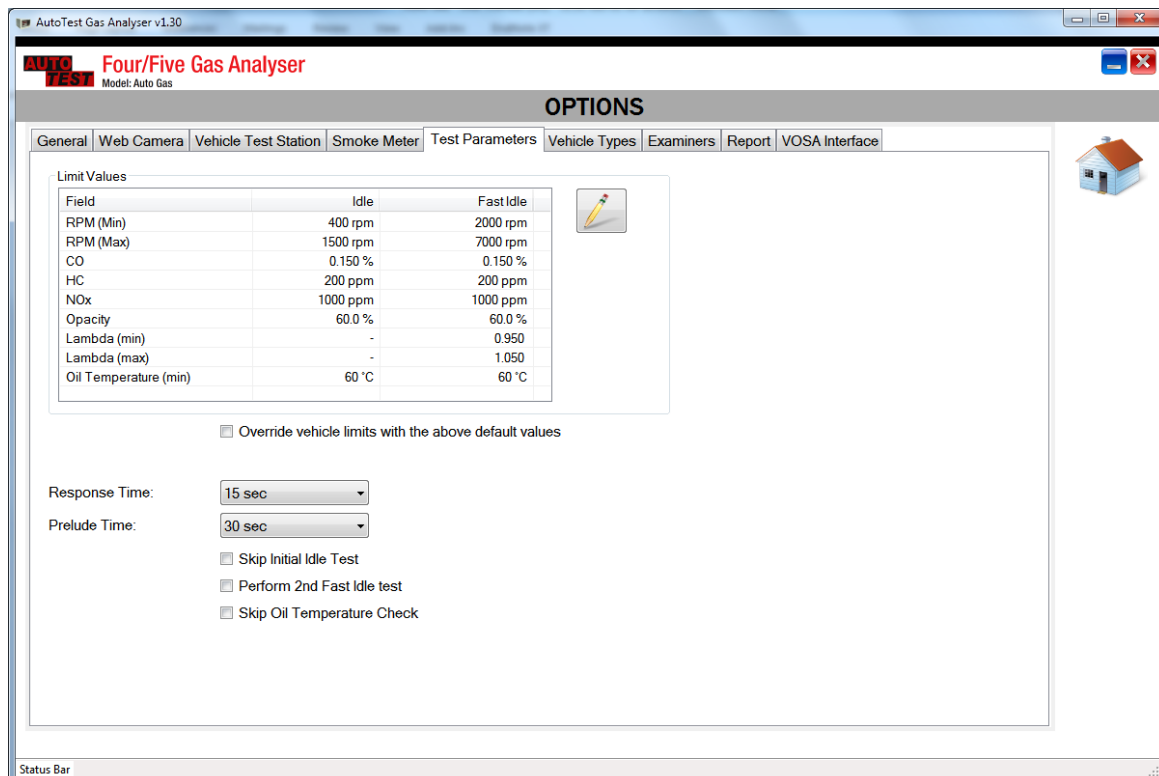 AutoTest Gas Analyser v1.30
AUTO TEST
Four/Five Gas Analyser
Model: Auto Gas
OPTIONS
General Web Camera Vehicle Test Station Smoke Meter Test Parameters Vehicle Types Examiners Report VOSA Interface
Limit Values
Field Idle Fast Idle
RPM (Min) 400 rpm 2000 rpm
RPM (Max) 1500 rpm 7000 rpm
CO 0.150 % 0.150 %
HC 200 ppm 200 ppm
NOx 1000 ppm 1000 ppm
Opacity 60.0 % 60.0 %
Lambda (min) - 0.950
Lambda (max) - 1.050
Oil Temperature (min) 60 °C 60 °C
Override vehicle limits with the above default values
Response Time: 15 sec
Prelude Time: 30 sec
Skip Initial Idle Test
Perform 2nd Fast Idle test
Skip Oil Temperature Check
Status Bar